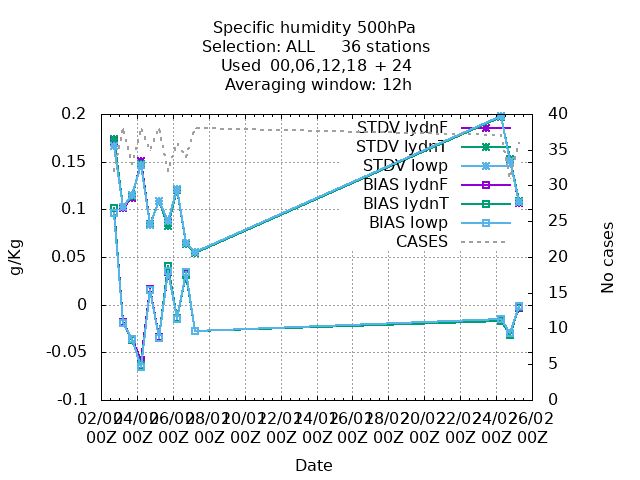 Specific humidity 500hPa
Selection: ALL 36 stations
Used 00,06,12,18 + 24
Averaging window: 12h
0.2
0.15
0.1
0.05
0
-0.05
-0.1
g/Kg
40
35
30
25
20
15
10
5
0
No cases
STDV lydnF
STDV lydnT
STDV lowp
BIAS lydnF
BIAS lydnT
BIAS lowp
CASES
02/02 04/02 06/02 08/02 10/02 12/02 14/02 16/02 18/02 20/02 22/02 24/02 26/02
00Z 00Z 00Z 00Z 00Z 00Z 00Z 00Z 00Z 00Z 00Z 00Z 00Z
Date